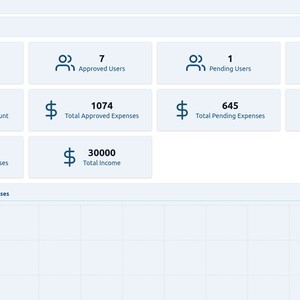 7
Approved Users
1
Pending Users
unt
1074
Total Approved Expenses
645
Total Pending Expenses
ses
30000
Total Income
ses